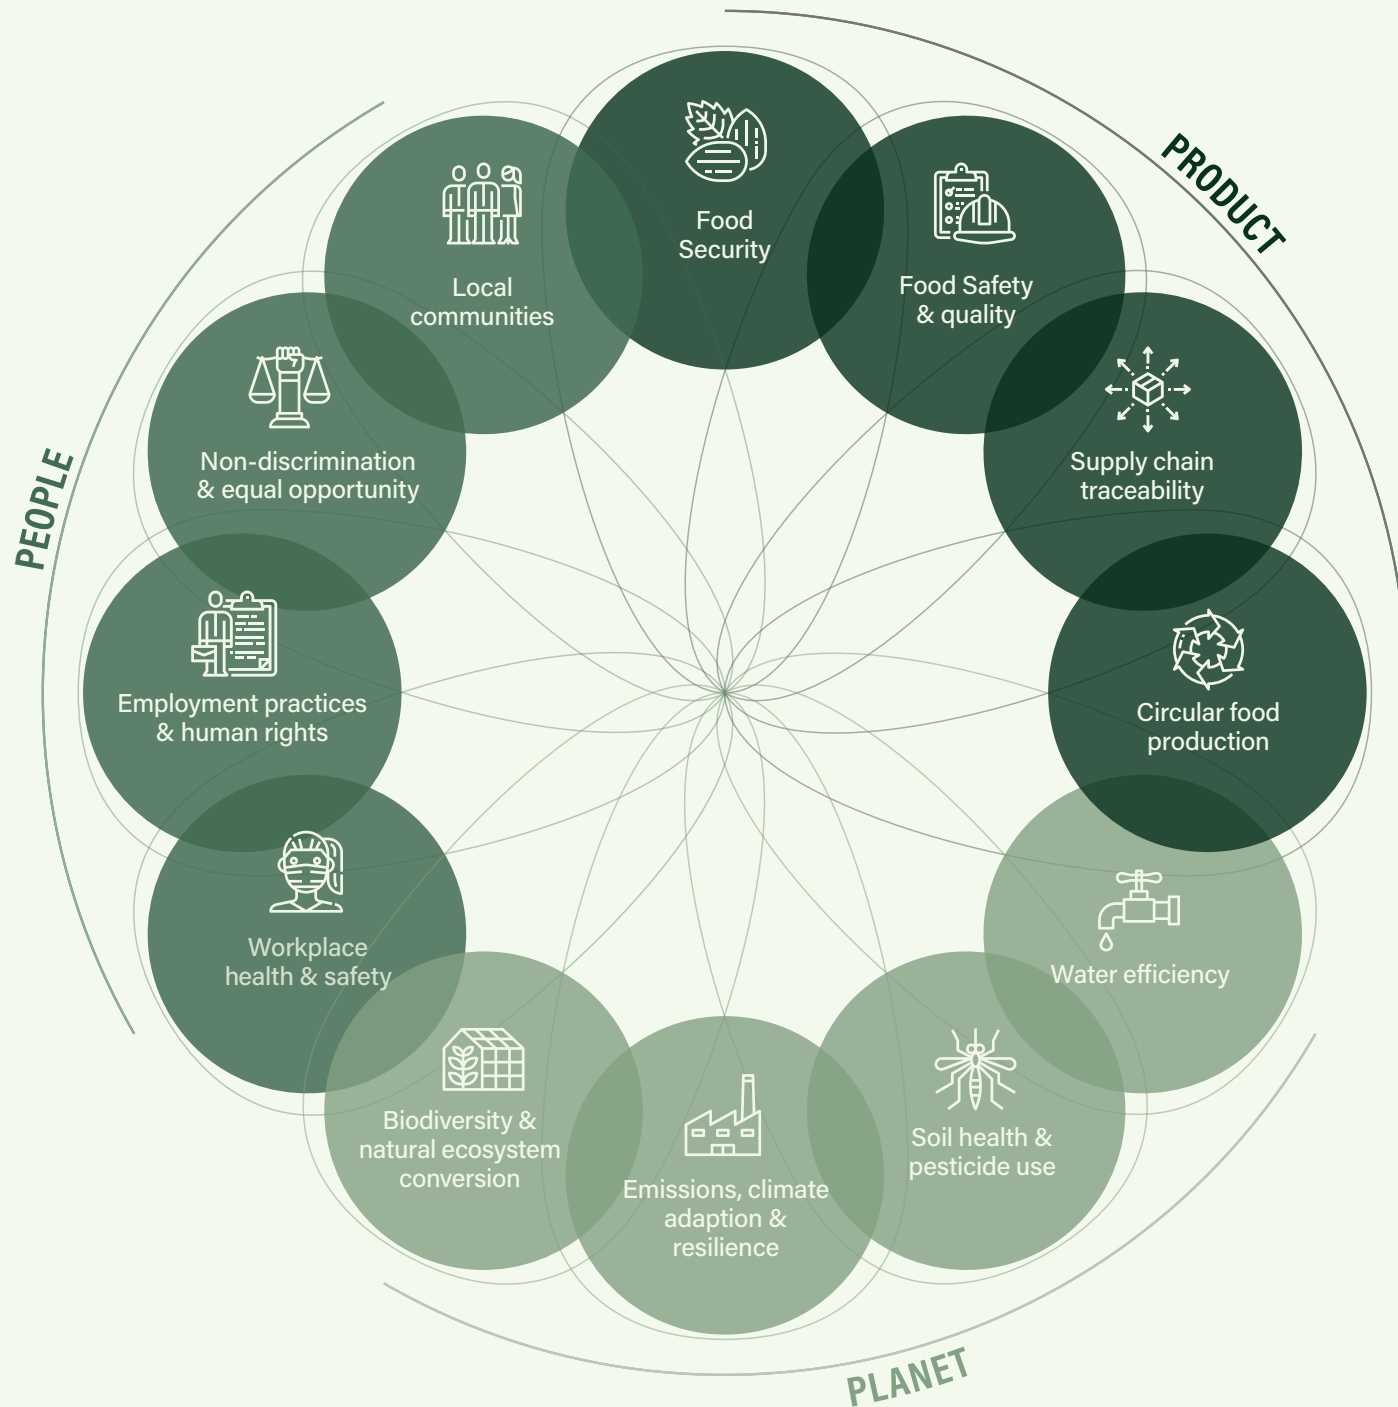 PRODUCT
Food
Security
Food Safety
& quality
Supply chain
traceability
Circular food
production
PLANET
Water efficiency
Soil health &
pesticide use
Emissions, climate
adaption &
resilience
Biodiversity &
natural ecosystem
conversion
PEOPLE
Workplace
health & safety
Employment practices
& human rights
Non-discrimination
& equal opportunity
Local
communities